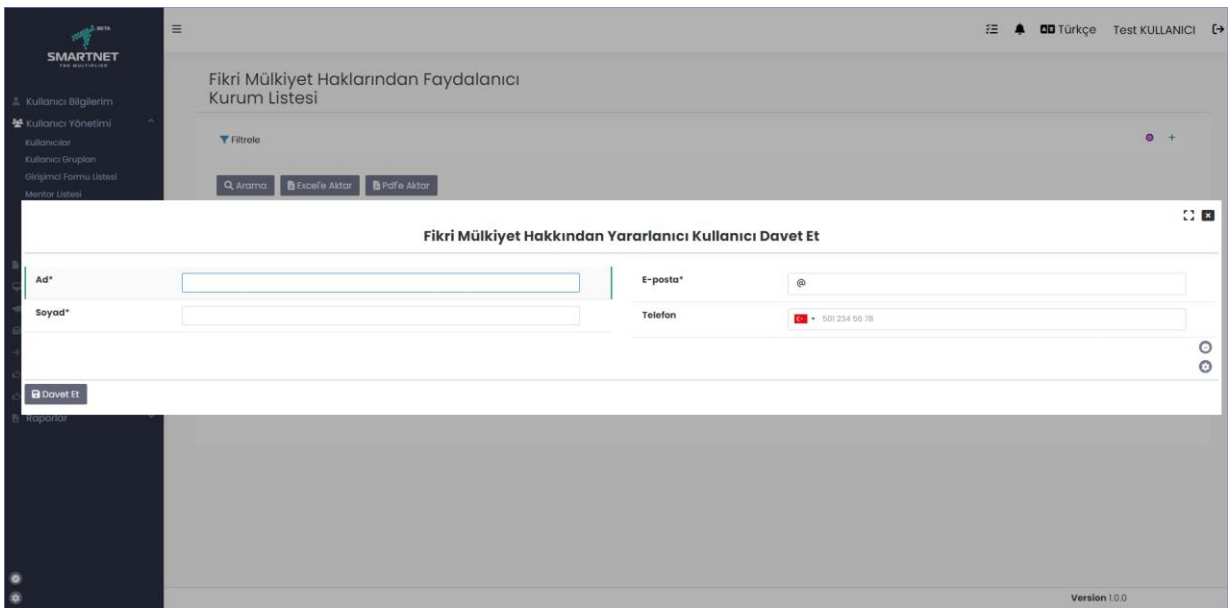 BETA
SMARTNET
THE MULTIPLIER
Türkçe
Test KULLANICI
Kullanıcı Bilgilerim
Kullanıcı Yönetimi
Kullanıcılar
Kullanıcı Grupları
Girişimci Formu Listesi
Mentor Listesi
Raporlar
Fikri Mülkiyet Haklarından Faydalanıcı
Kurum Listesi
Filtrele
Arama
Excel'e Aktar
Pdf'e Aktar
Fikri Mülkiyet Hakkından Yararlanıcı Kullanıcı Davet Et
Ad*
E-posta*
@
Soyad*
Telefon
501 234 56 78
Davet Et
Version 1.0.0